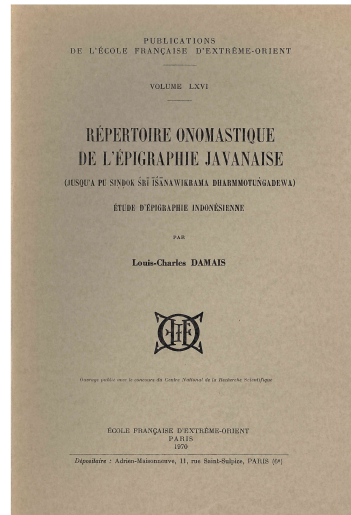 PUBLICATIONS
DE L'ÉCOLE FRANÇAISE D'EXTRÊME-ORIENT
VOLUME LXVI
RÉPERTOIRE ONOMASTIQUE
DE L'ÉPIGRAPHIE JAVANAISE
(JUSQU'A PU SINDOK ŚRĪ ĪŚĀNAWIKRAMA DHARMMOTUṄGADEWA)
ÉTUDE D'ÉPIGRAPHIE INDONÉSIENNE
PAR
Louis-Charles DAMAIS
Ouvrage publié avec le concours du Centre National de la Recherche Scientifique
ÉCOLE FRANÇAISE D'EXTRÊME-ORIENT
PARIS
1970
Dépositaire : Adrien-Maisonneuve, 11, rue Saint-Sulpice, PARIS (6e)